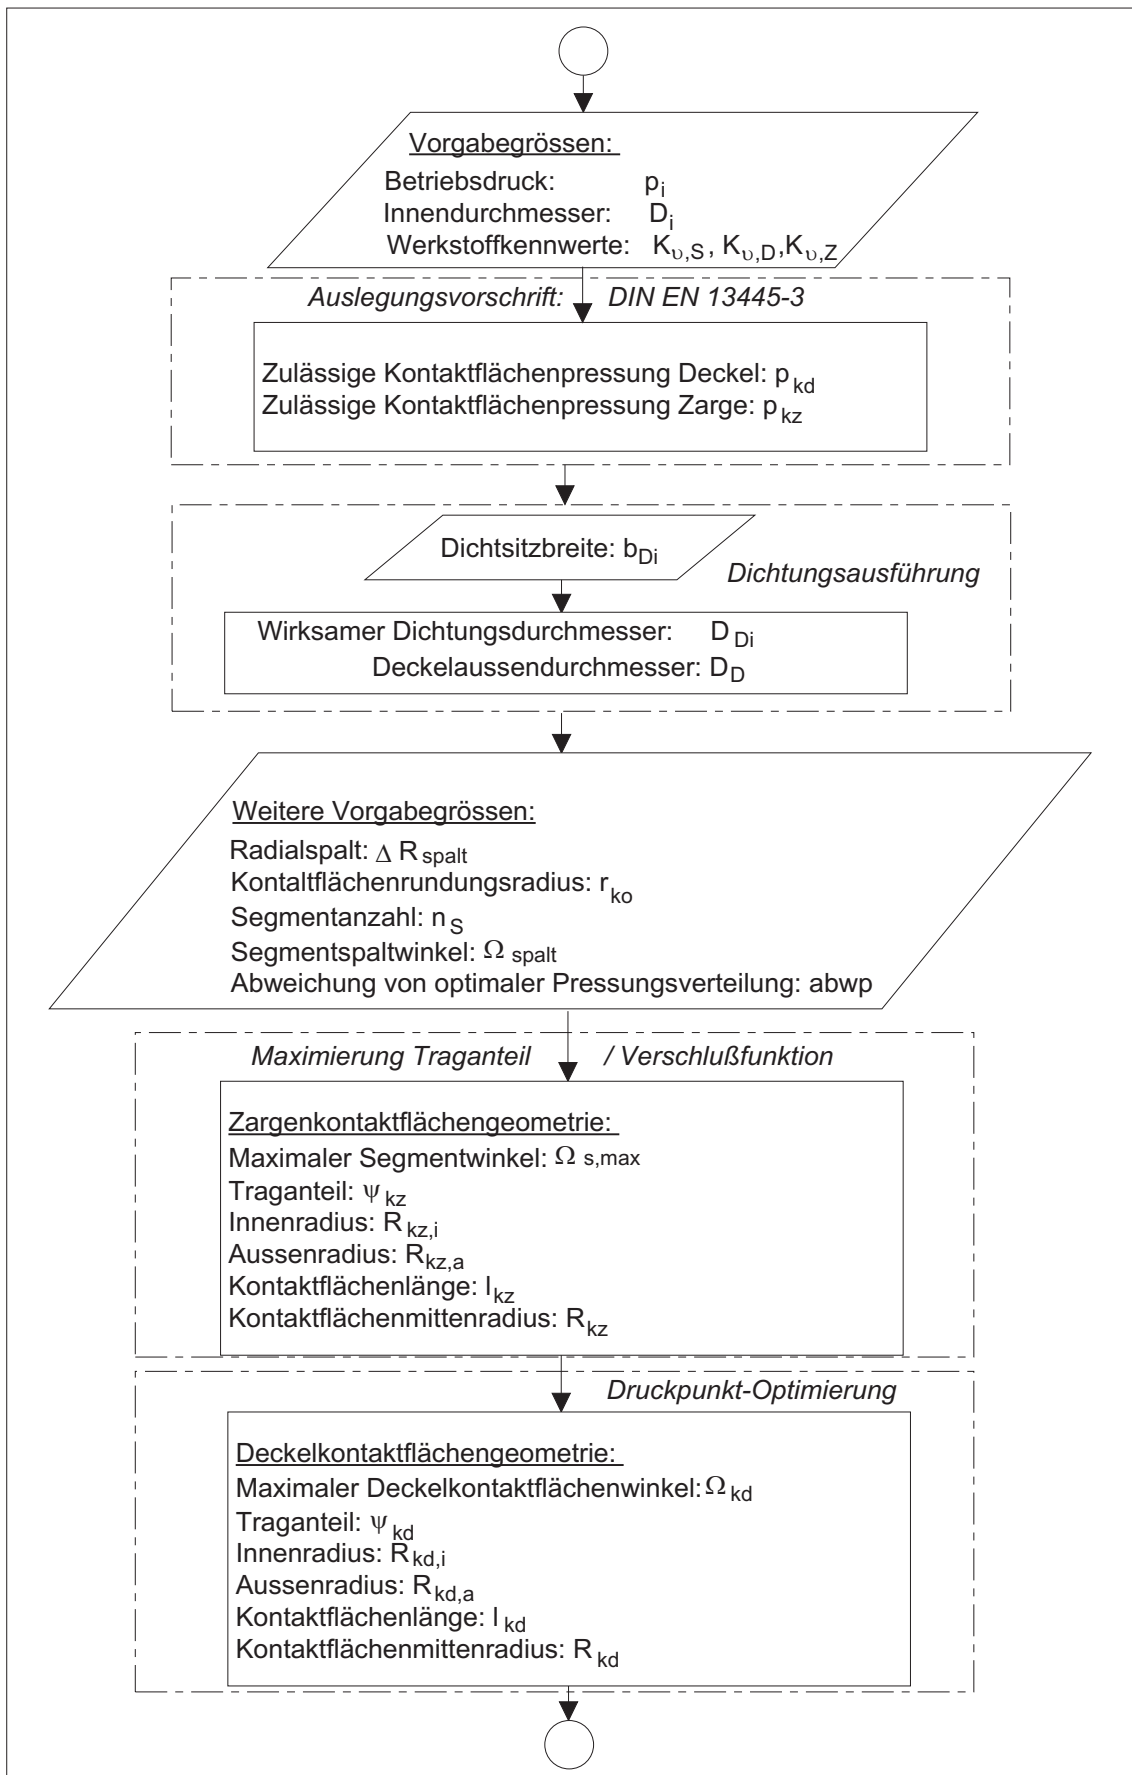 Vorgabegrössen:
Betriebsdruck: p_i
Innendurchmesser: D_i
Werkstoffkennwerte: K_υ,S, K_υ,D, K_υ,Z
Auslegungsvorschrift: DIN EN 13445-3
Zulässige Kontaktflächenpressung Deckel: p_kd
Zulässige Kontaktflächenpressung Zarge: p_kz
Dichtsitzbreite: b_Di
Dichtungsausführung
Wirksamer Dichtungsdurchmesser: D_Di
Deckelaussendurchmesser: D_D
Weitere Vorgabegrössen:
Radialspalt: Δ R_spalt
Kontaltflächenrundungsradius: r_ko
Segmentanzahl: n_S
Segmentspaltwinkel: Ω_spalt
Abweichung von optimaler Pressungsverteilung: abwp
Maximierung Traganteil / Verschlußfunktion
Zargenkontaktflächengeometrie:
Maximaler Segmentwinkel: Ω_s,max
Traganteil: ψ_kz
Innenradius: R_kz,i
Aussenradius: R_kz,a
Kontaktflächenlänge: l_kz
Kontaktflächenmittenradius: R_kz
Druckpunkt-Optimierung
Deckelkontaktflächengeometrie:
Maximaler Deckelkontaktflächenwinkel: Ω_kd
Traganteil: ψ_kd
Innenradius: R_kd,i
Aussenradius: R_kd,a
Kontaktflächenlänge: l_kd
Kontaktflächenmittenradius: R_kd